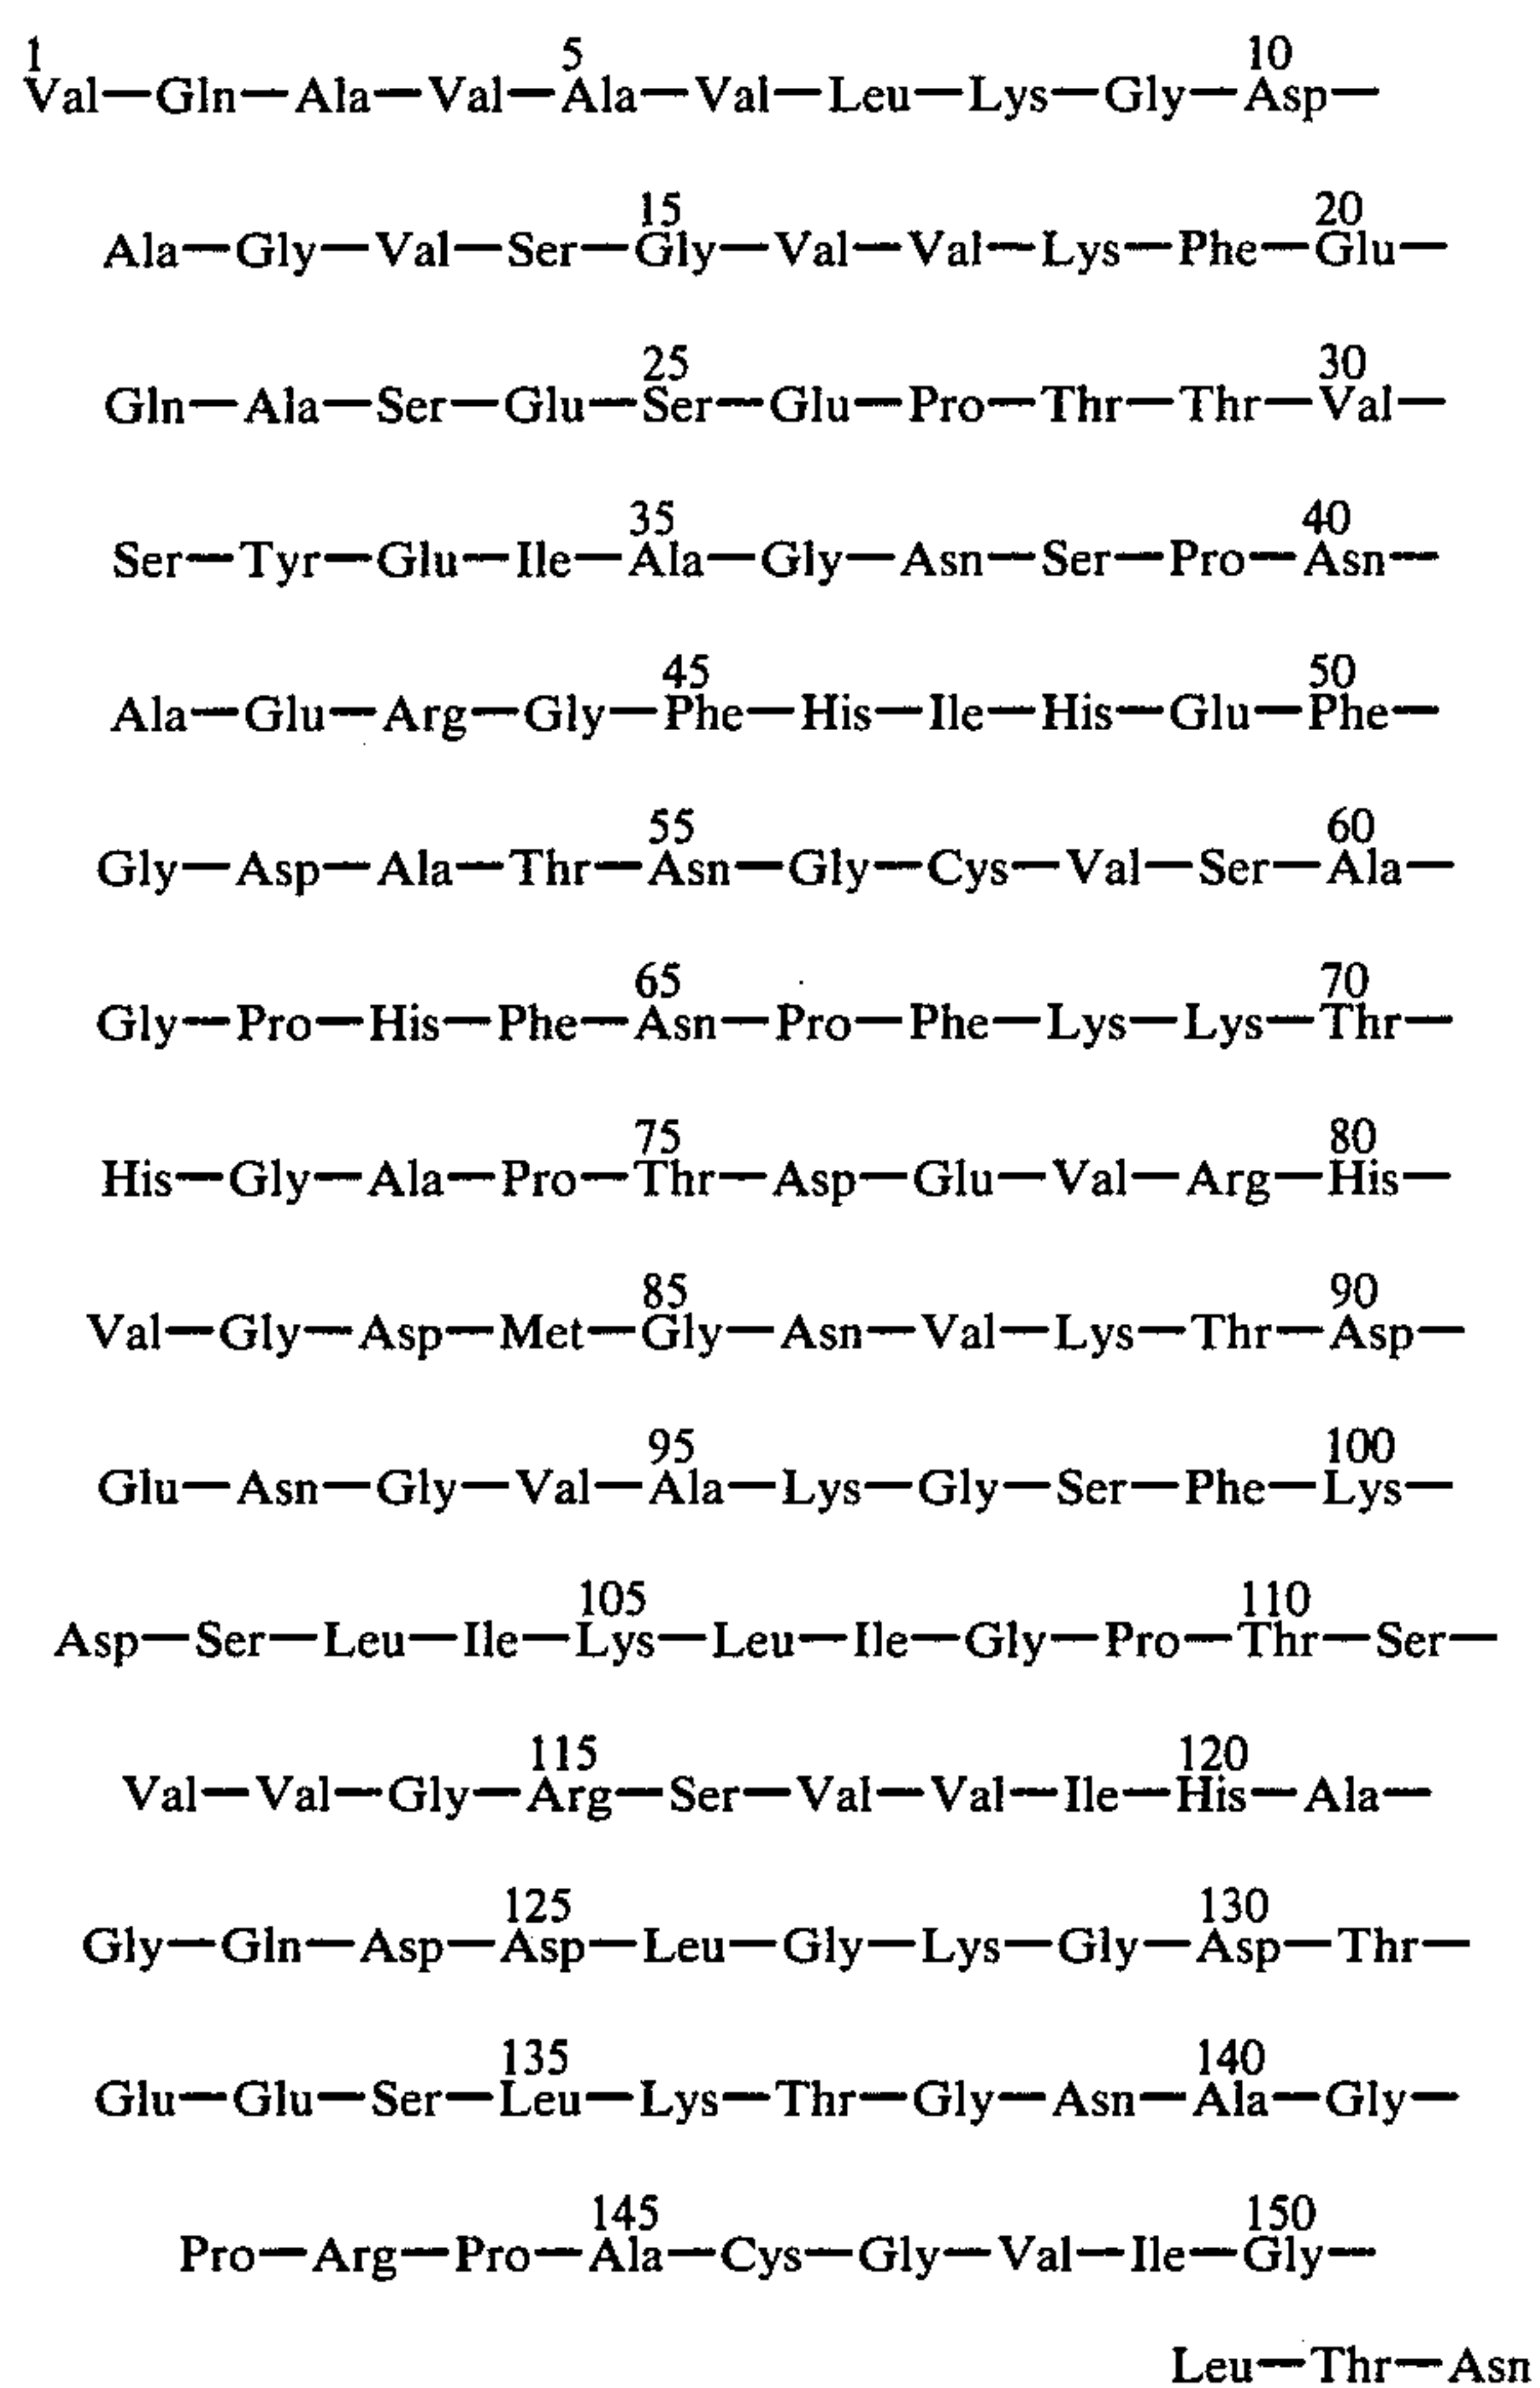 1 5 10
Val—Gln—Ala—Val—Ala—Val—Leu—Lys—Gly—Asp—
15 20
Ala—Gly—Val—Ser—Gly—Val—Val—Lys—Phe—Glu—
25 30
Gln—Ala—Ser—Glu—Ser—Glu—Pro—Thr—Thr—Val—
35 40
Ser—Tyr—Glu—Ile—Ala—Gly—Asn—Ser—Pro—Asn—
45 50
Ala—Glu—Arg—Gly—Phe—His—Ile—His—Glu—Phe—
55 60
Gly—Asp—Ala—Thr—Asn—Gly—Cys—Val—Ser—Ala—
65 70
Gly—Pro—His—Phe—Asn—Pro—Phe—Lys—Lys—Thr—
75 80
His—Gly—Ala—Pro—Thr—Asp—Glu—Val—Arg—His—
85 90
Val—Gly—Asp—Met—Gly—Asn—Val—Lys—Thr—Asp—
95 100
Glu—Asn—Gly—Val—Ala—Lys—Gly—Ser—Phe—Lys—
105 110
Asp—Ser—Leu—Ile—Lys—Leu—Ile—Gly—Pro—Thr—Ser—
115 120
Val—Val—Gly—Arg—Ser—Val—Val—Ile—His—Ala—
125 130
Gly—Gln—Asp—Asp—Leu—Gly—Lys—Gly—Asp—Thr—
135 140
Glu—Glu—Ser—Leu—Lys—Thr—Gly—Asn—Ala—Gly—
145 150
Pro—Arg—Pro—Ala—Cys—Gly—Val—Ile—Gly—
Leu—Thr—Asn